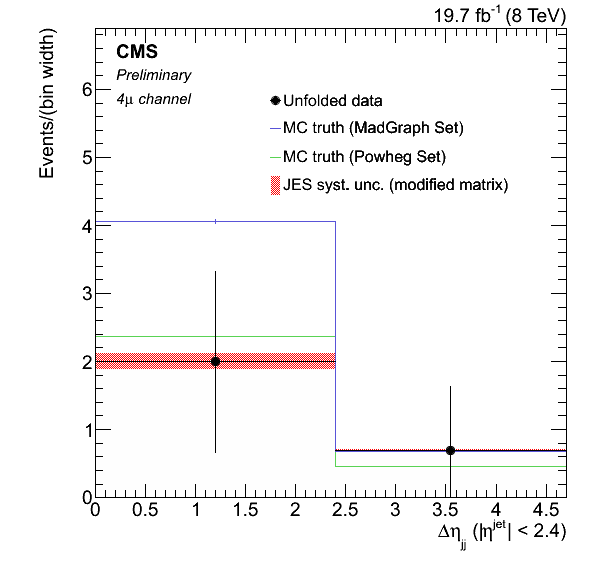 19.7 fb⁻¹ (8 TeV)
CMS
Preliminary
4μ channel
Events/(bin width)
Unfolded data
MC truth (MadGraph Set)
MC truth (Powheg Set)
JES syst. unc. (modified matrix)
6
5
4
3
2
1
0
0 0.5 1 1.5 2 2.5 3 3.5 4 4.5
Δη_jj (|η^jet| < 2.4)